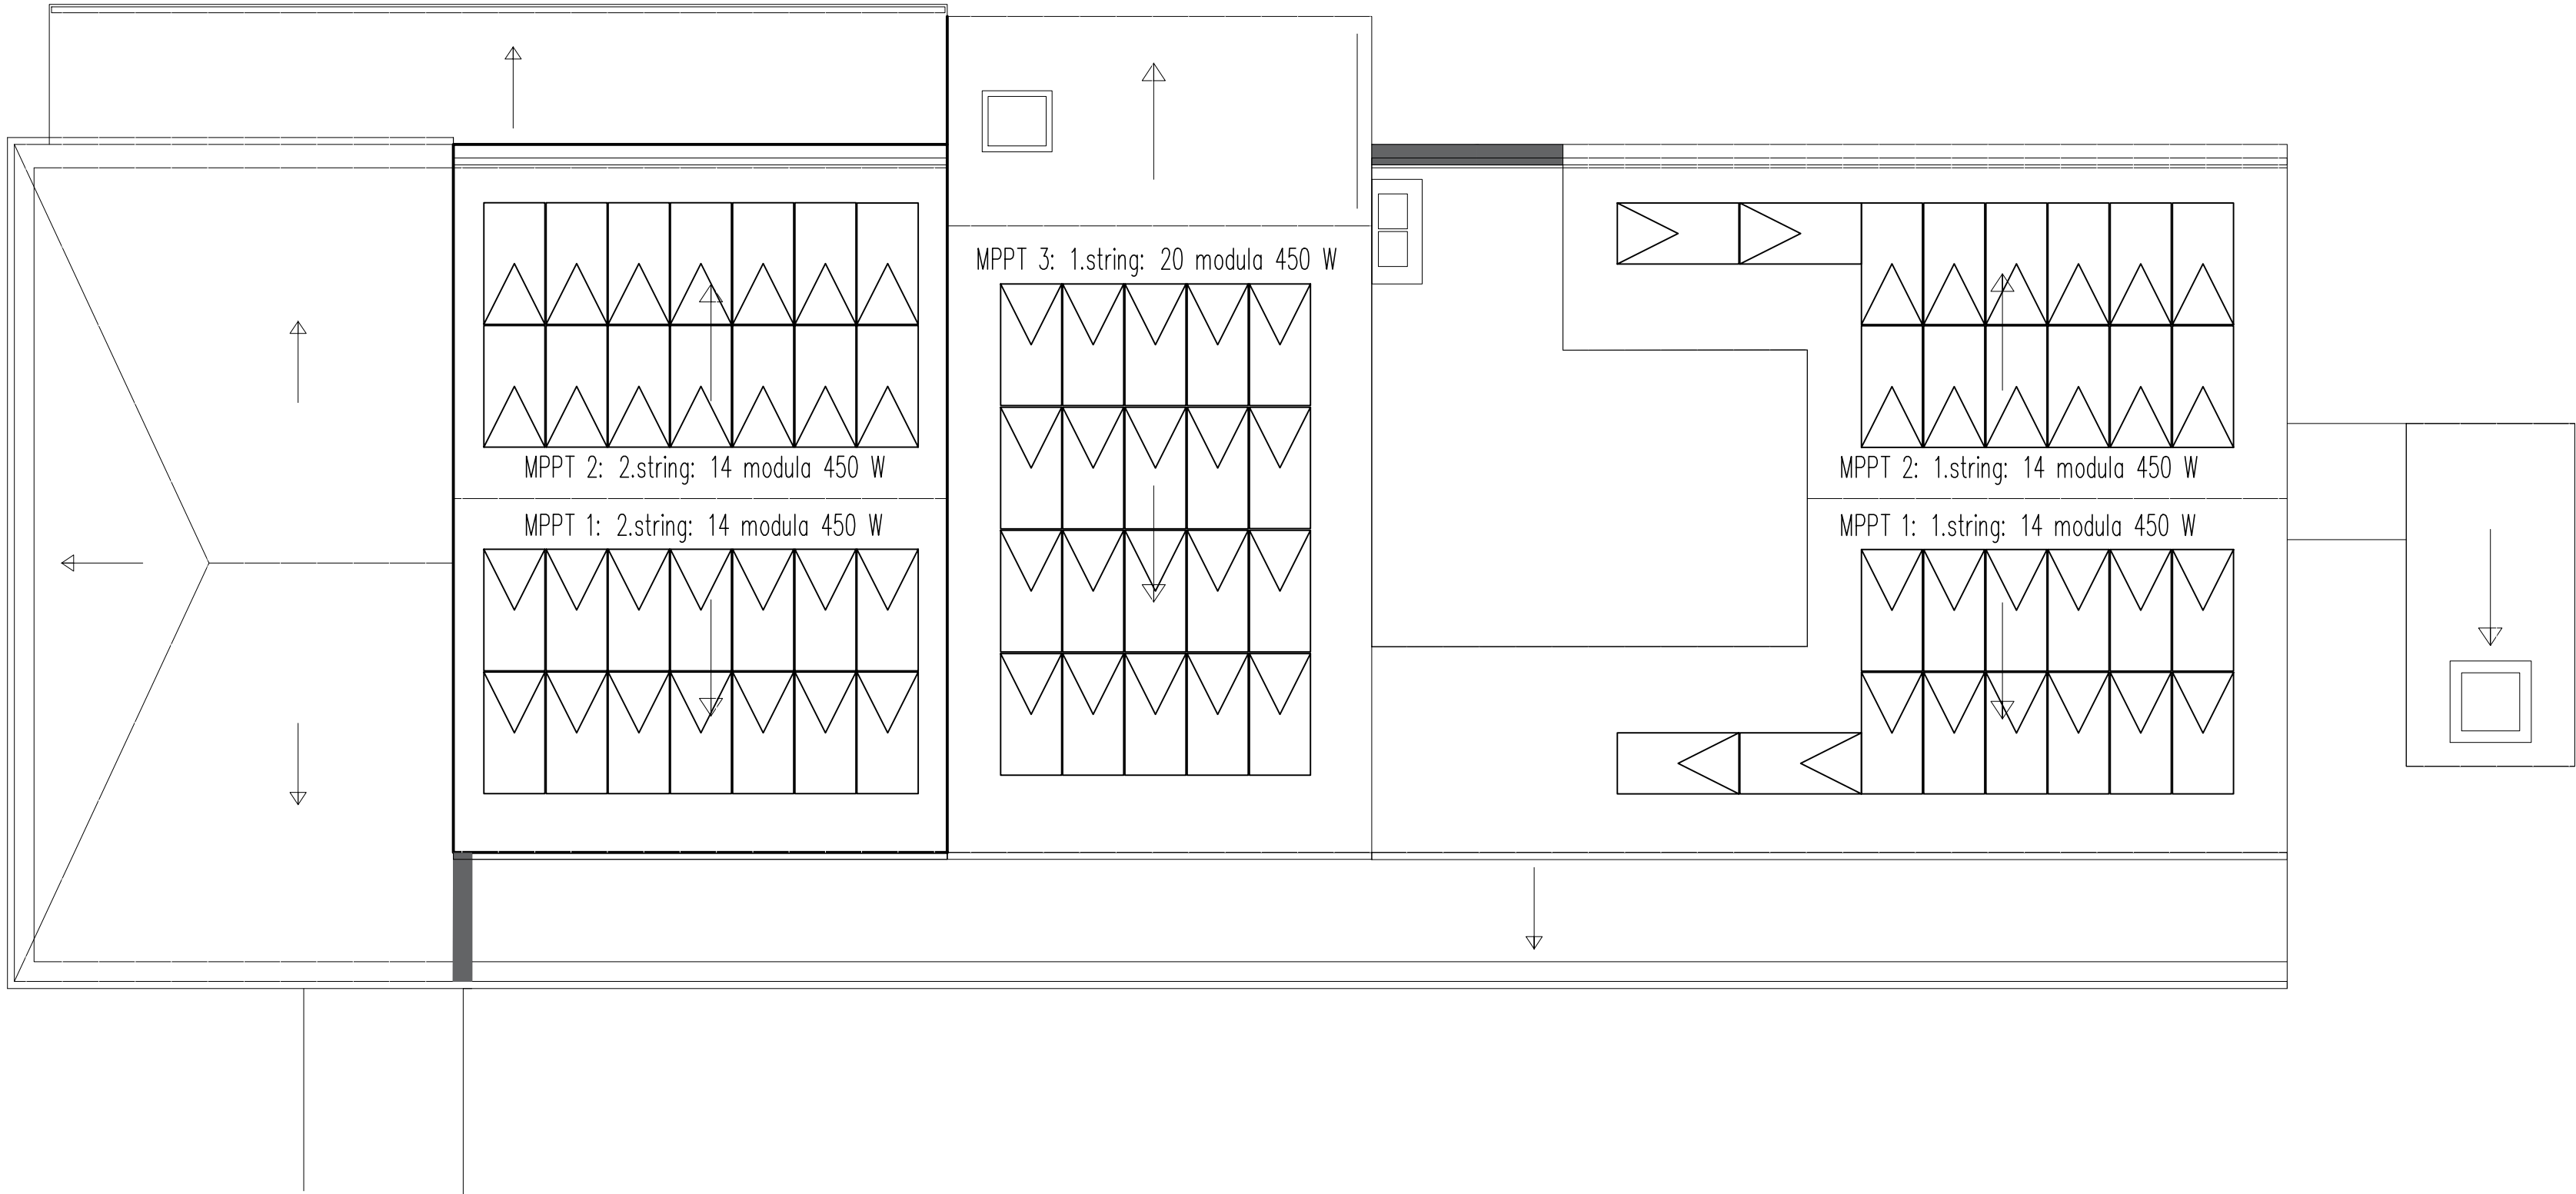 MPPT 3: 1.string: 20 modula 450 W
MPPT 2: 2.string: 14 modula 450 W
MPPT 2: 1.string: 14 modula 450 W
MPPT 1: 2.string: 14 modula 450 W
MPPT 1: 1.string: 14 modula 450 W